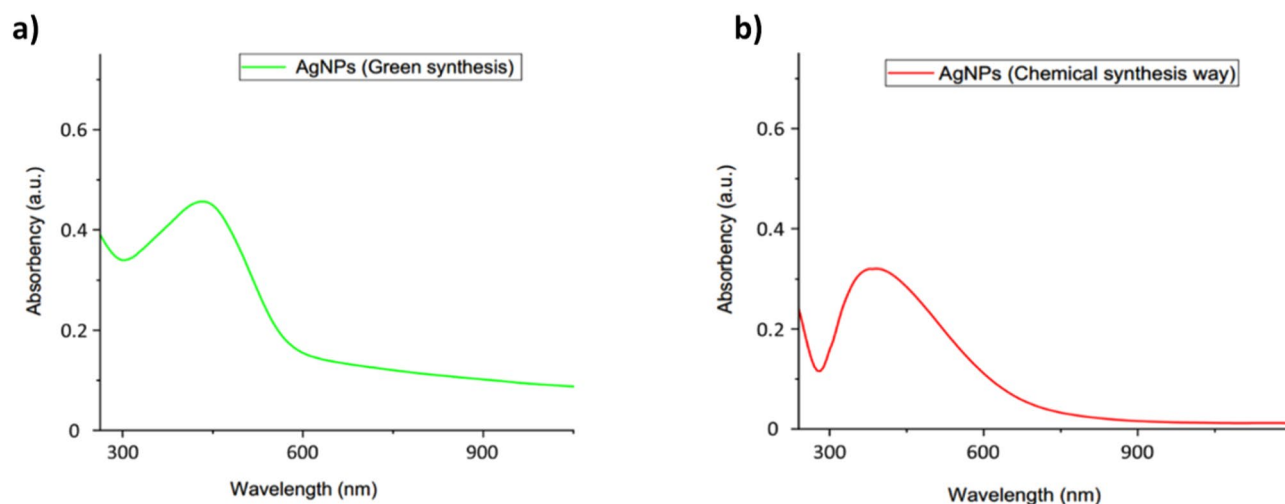 a)
AgNPs (Green synthesis)
0.6
0.4
0.2
0
300
600
900
Absorbency (a.u.)
Wavelength (nm)
b)
AgNPs (Chemical synthesis way)
0.6
0.4
0.2
0
300
600
900
Absorbency (a.u.)
Wavelength (nm)